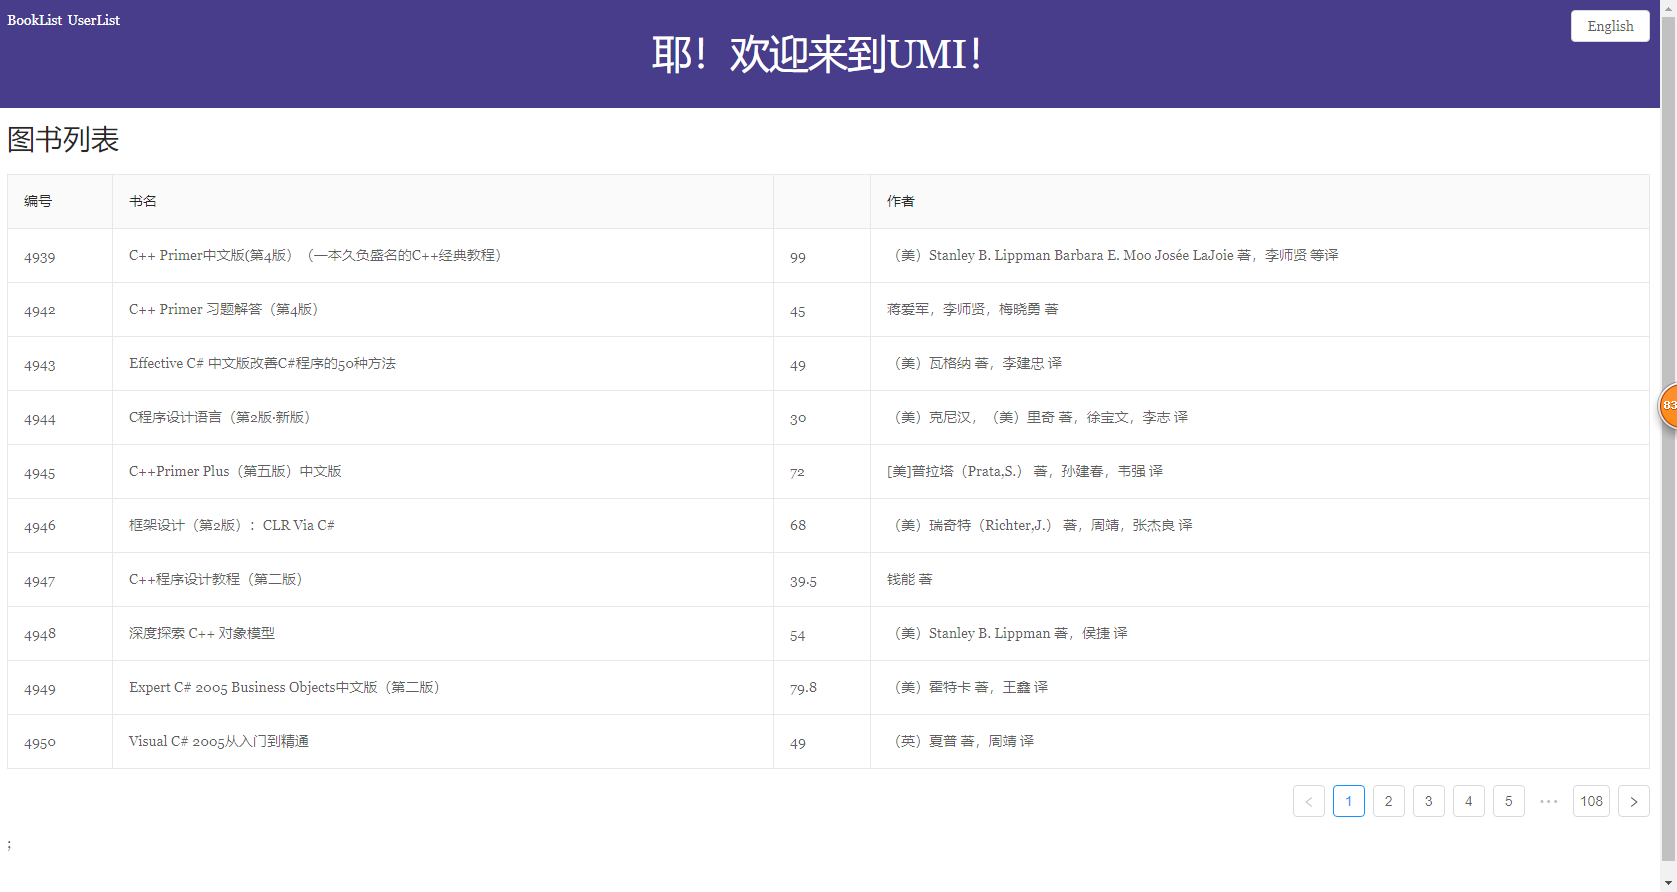 BookList UserList
English
耶！欢迎来到UMI！
图书列表
编号 书名 作者
4939 C++ Primer中文版(第4版）（一本久负盛名的C++经典教程） 99 （美）Stanley B. Lippman Barbara E. Moo Josée LaJoie 著，李师贤 等译
4942 C++ Primer 习题解答（第4版） 45 蒋爱军，李师贤，梅晓勇 著
4943 Effective C# 中文版改善C#程序的50种方法 49 （美）瓦格纳 著，李建忠 译
4944 C程序设计语言（第2版·新版） 30 （美）克尼汉，（美）里奇 著，徐宝文，李志 译
4945 C++Primer Plus（第五版）中文版 72 [美]普拉塔（Prata,S.） 著，孙建春，韦强 译
4946 框架设计（第2版）：CLR Via C# 68 （美）瑞奇特（Richter,J.） 著，周靖，张杰良 译
4947 C++程序设计教程（第二版） 39.5 钱能 著
4948 深度探索 C++ 对象模型 54 （美）Stanley B. Lippman 著，侯捷 译
4949 Expert C# 2005 Business Objects中文版（第二版） 79.8 （美）霍特卡 著，王鑫 译
4950 Visual C# 2005从入门到精通 49 （英）夏普 著，周靖 译
< 1 2 3 4 5 ••• 108 >
;
83